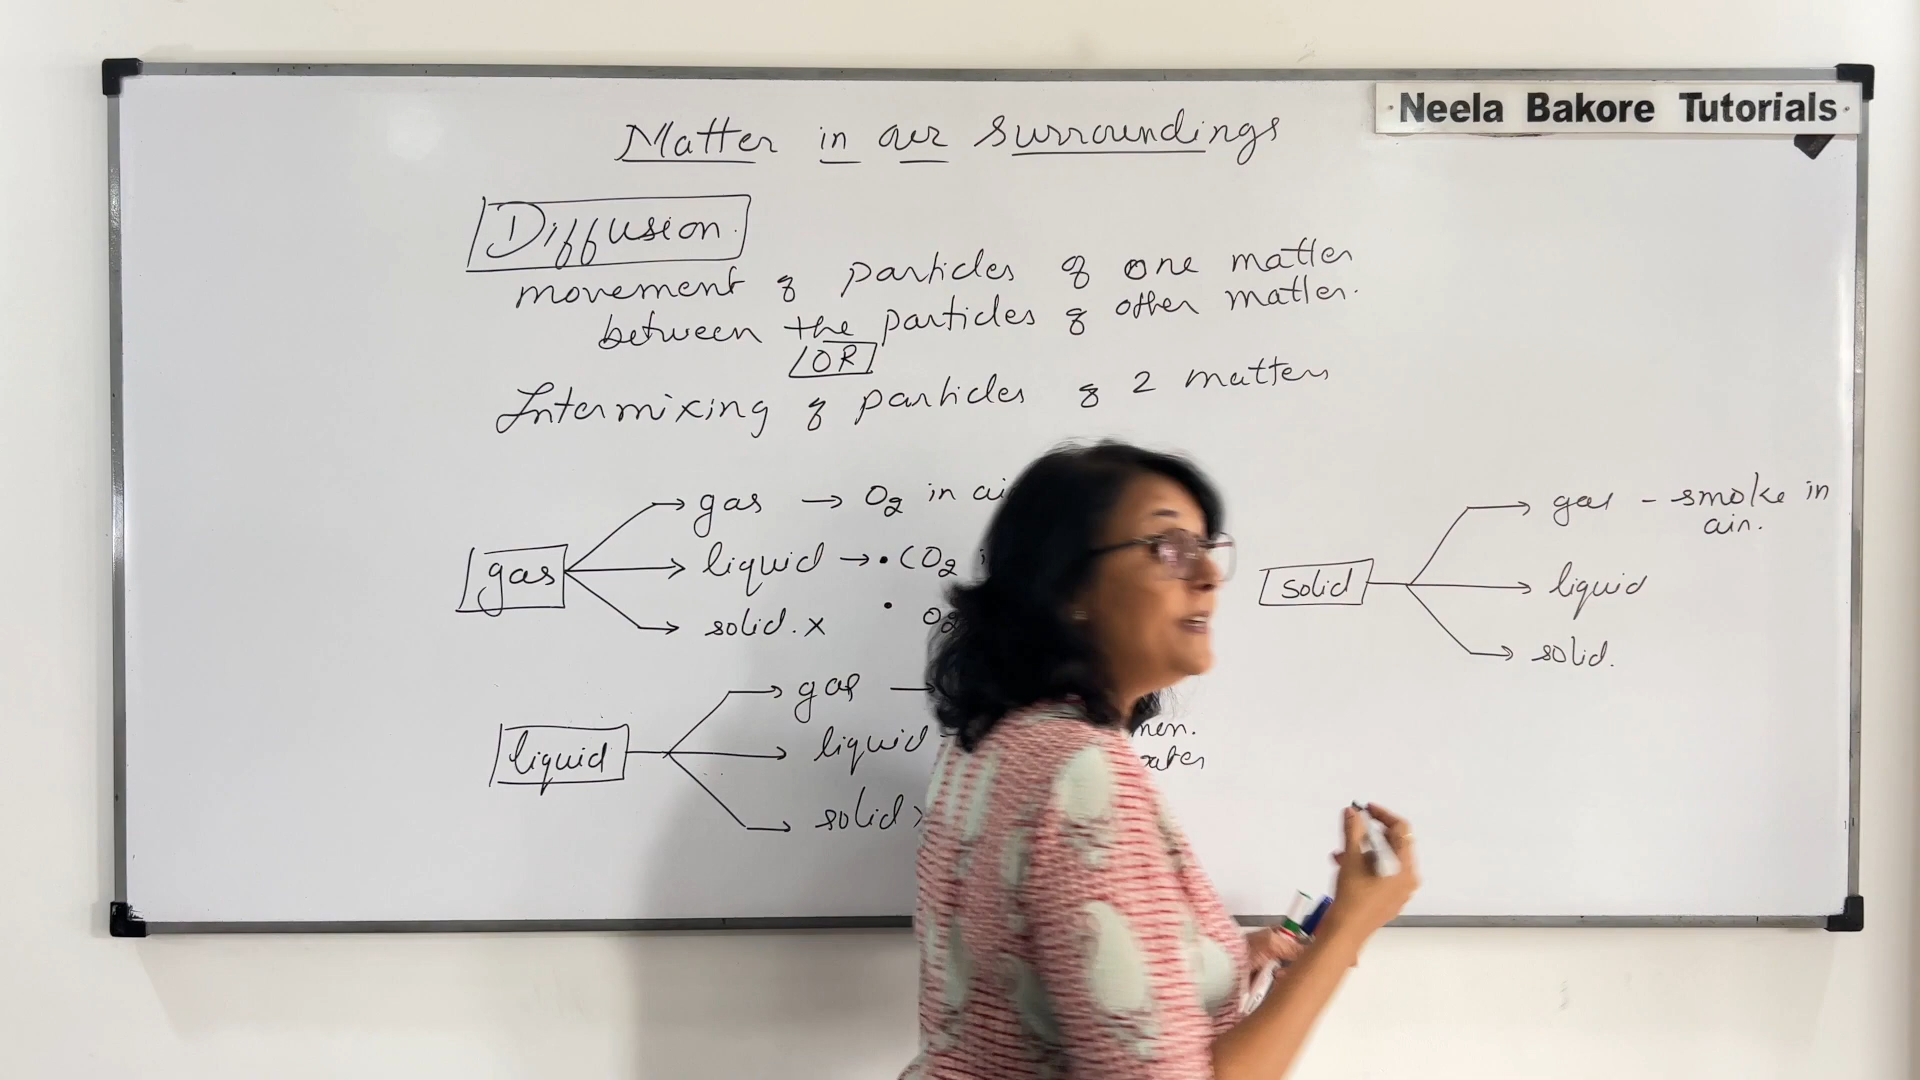 Neela Bakore Tutorials
Matter in our surroundings
Diffusion
movement of particles of one matter
between the particles of other matter.
OR
Intermixing of particles of 2 matters
gas
gas → O2 in
liquid → • CO2
solid. x •
liquid
gas →
liquid
solid
solid
gas - smoke in
air.
liquid
solid.